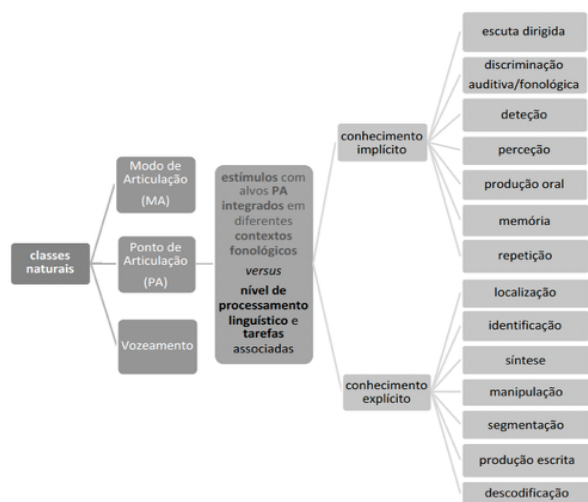 classes
naturais
Modo de
Articulação
(MA)
Ponto de
Articulação
(PA)
Vozeamento
estímulos com
alvos PA
integrados em
diferentes
contextos
fonológicos
versus
nível de
processamento
linguístico e
tarefas
associadas
conhecimento
implícito
escuta dirigida
discriminação
auditiva/fonológica
deteção
perceção
produção oral
memória
repetição
conhecimento
explícito
localização
identificação
síntese
manipulação
segmentação
produção escrita
descodificação